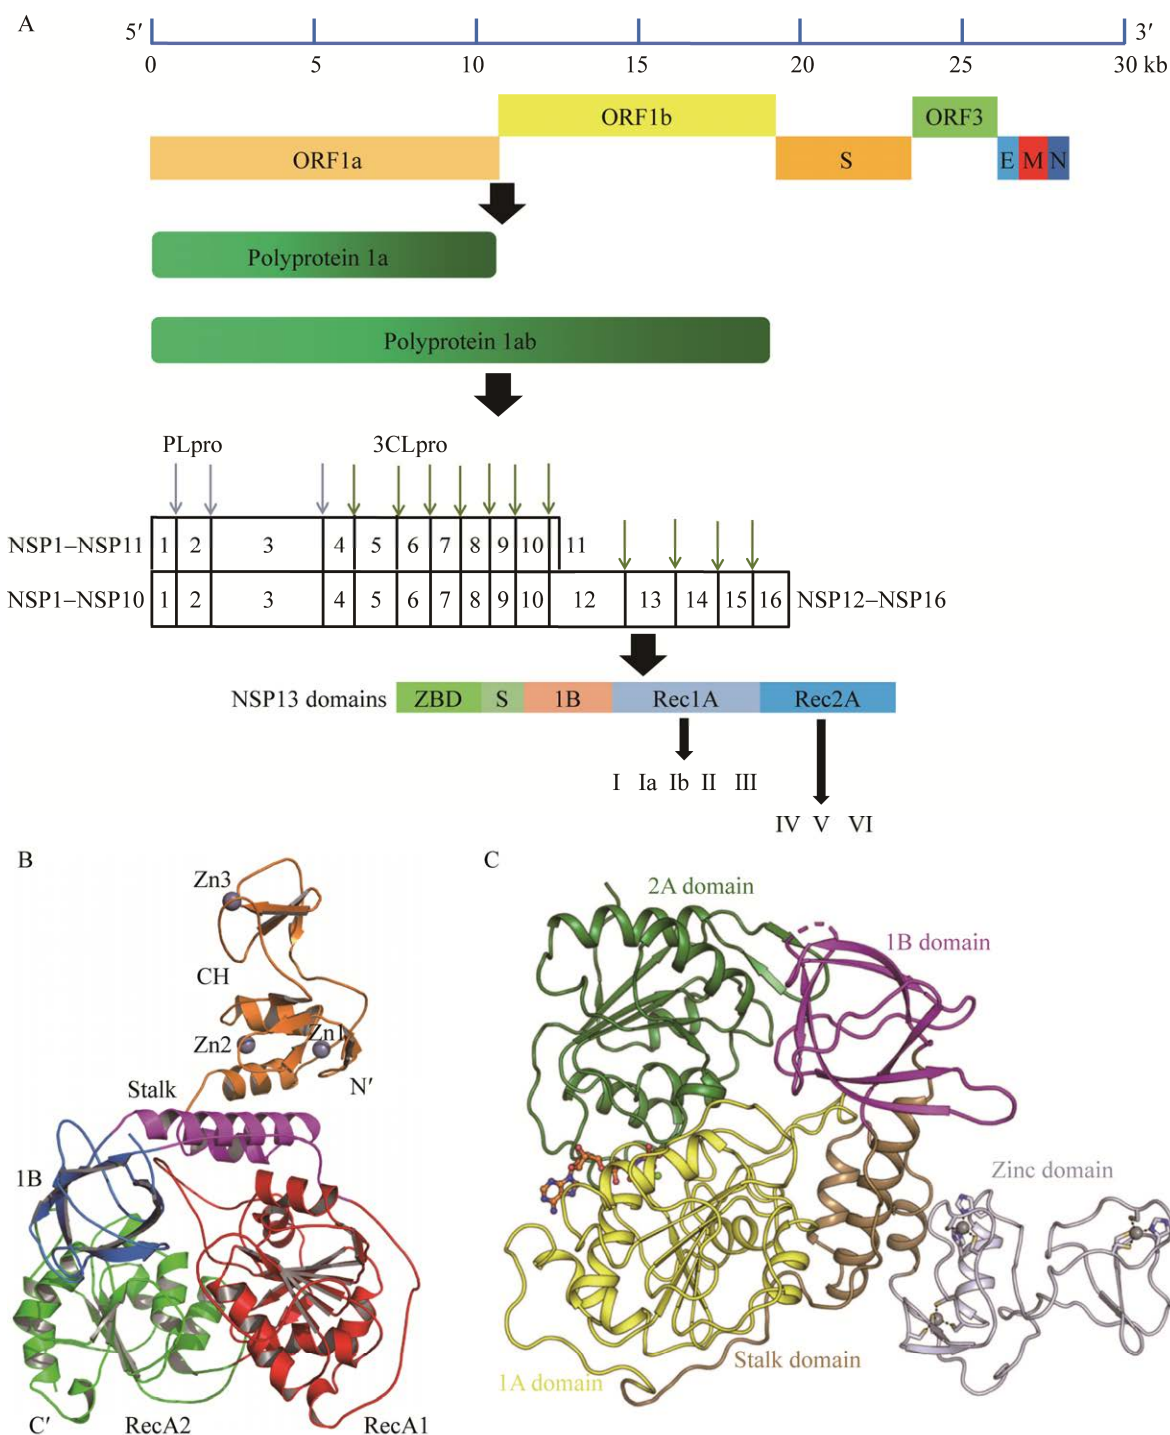 A
5′ 3′
0 5 10 15 20 25 30 kb
ORF1b ORF3
ORF1a S E M N
Polyprotein 1a
Polyprotein 1ab
PLpro 3CLpro
NSP1–NSP11 1 2 3 4 5 6 7 8 9 10 11
NSP1–NSP10 1 2 3 4 5 6 7 8 9 10 12 13 14 15 16 NSP12–NSP16
NSP13 domains ZBD S 1B Rec1A Rec2A
I Ia Ib II III
IV V VI
B
Zn3
CH
Zn2 Zn1
N′
Stalk
1B
C′ RecA2 RecA1
C
2A domain
1B domain
Zinc domain
Stalk domain
1A domain